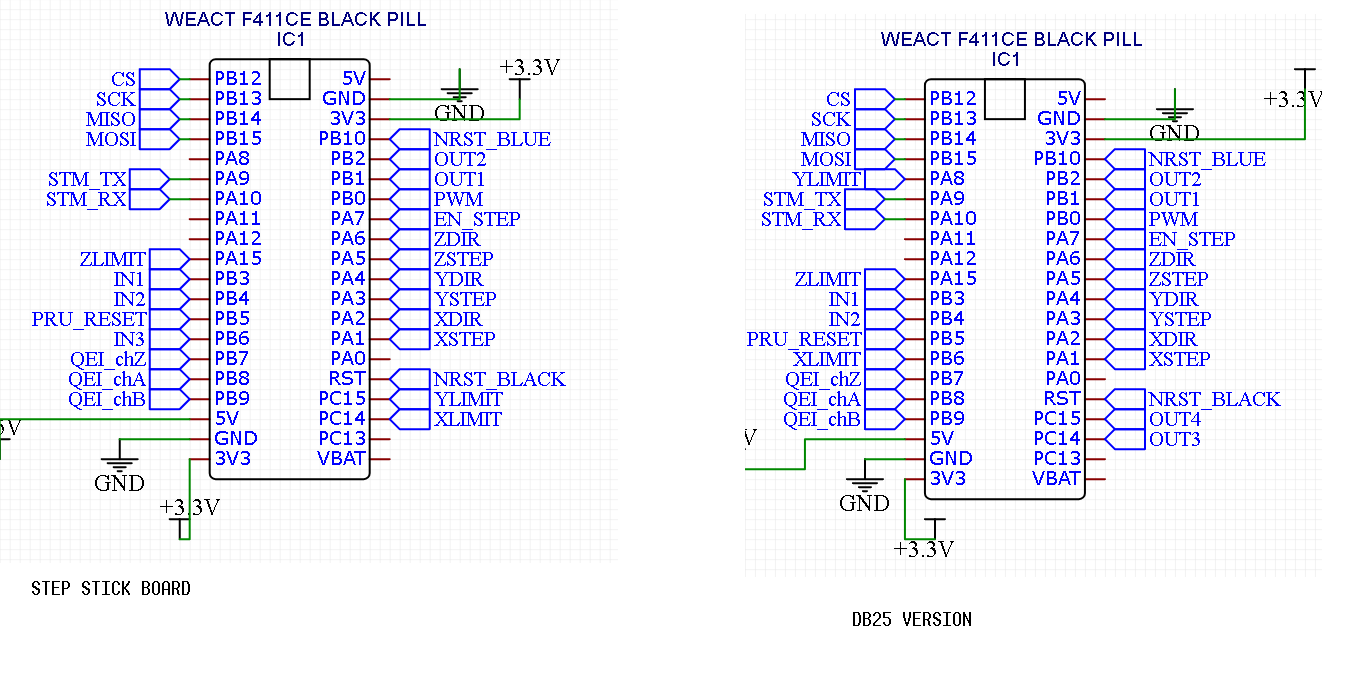 WEACT F411CE BLACK PILL
IC1
+3.3V
CS PB12 5V
SCK PB13 GND GND
MISO PB14 3V3
MOSI PB15 PB10 NRST_BLUE
PA8 PB2 OUT2
STM_TX PA9 PB1 OUT1
STM_RX PA10 PB0 PWM
PA11 PA7 EN_STEP
PA12 PA6 ZDIR
ZLIMIT PA15 PA5 ZSTEP
IN1 PB3 PA4 YDIR
IN2 PB4 PA3 YSTEP
PRU_RESET PB5 PA2 XDIR
IN3 PB6 PA1 XSTEP
QEI_chZ PB7 PA0
QEI_chA PB8 RST NRST_BLACK
QEI_chB PB9 PC15 YLIMIT
5V PC14 XLIMIT
GND PC13
3V3 VBAT
GND
+3.3V
STEP STICK BOARD
WEACT F411CE BLACK PILL
IC1
CS PB12 5V +3.3V
SCK PB13 GND GND
MISO PB14 3V3
MOSI PB15 PB10 NRST_BLUE
YLIMIT PA8 PB2 OUT2
STM_TX PA9 PB1 OUT1
STM_RX PA10 PB0 PWM
PA11 PA7 EN_STEP
PA12 PA6 ZDIR
ZLIMIT PA15 PA5 ZSTEP
IN1 PB3 PA4 YDIR
IN2 PB4 PA3 YSTEP
PRU_RESET PB5 PA2 XDIR
XLIMIT PB6 PA1 XSTEP
QEI_chZ PB7 PA0
QEI_chA PB8 RST NRST_BLACK
QEI_chB PB9 PC15 OUT4
5V PC14 OUT3
GND PC13
3V3 VBAT
GND
+3.3V
DB25 VERSION